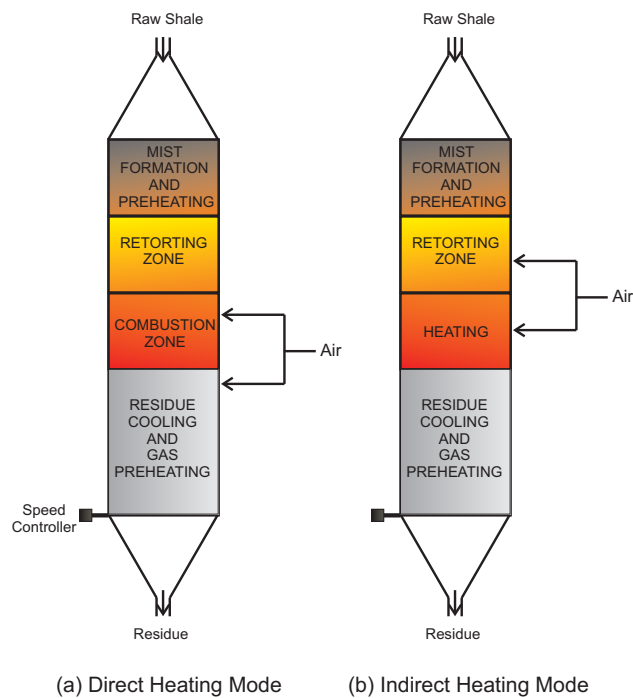 Raw Shale
MIST
FORMATION
AND
PREHEATING
RETORTING
ZONE
COMBUSTION
ZONE
Air
RESIDUE
COOLING
AND
GAS
PREHEATING
Speed
Controller
Residue
(a) Direct Heating Mode
Raw Shale
MIST
FORMATION
AND
PREHEATING
RETORTING
ZONE
Air
HEATING
RESIDUE
COOLING
AND
GAS
PREHEATING
Residue
(b) Indirect Heating Mode